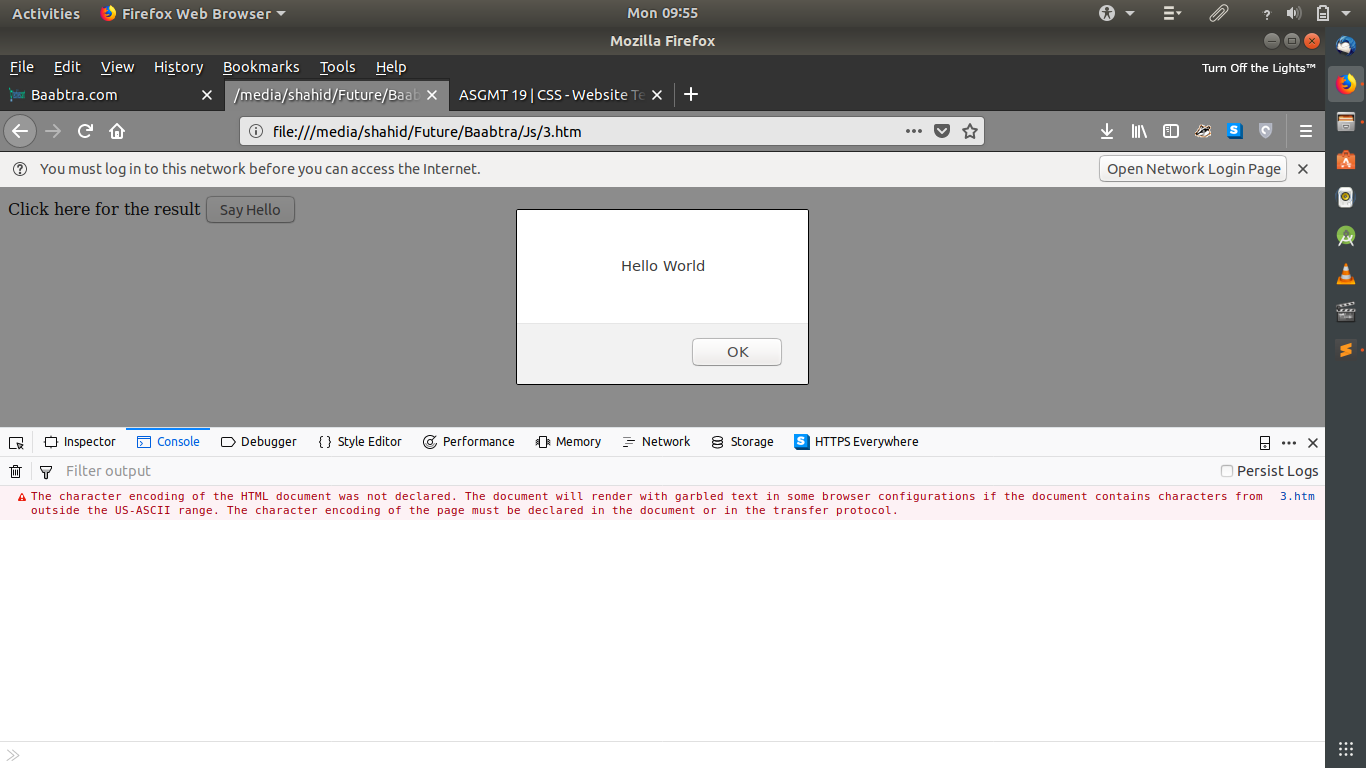 Activities Firefox Web Browser Mon 09:55
Mozilla Firefox
File Edit View History Bookmarks Tools Help Turn Off the Lights™
Baabtra.com /media/shahid/Future/Baab ASGMT 19 | CSS - Website Te
file:///media/shahid/Future/Baabtra/Js/3.htm
You must log in to this network before you can access the Internet. Open Network Login Page
Click here for the result Say Hello
Hello World
OK
Inspector Console Debugger Style Editor Performance Memory Network Storage HTTPS Everywhere
Filter output Persist Logs
The character encoding of the HTML document was not declared. The document will render with garbled text in some browser configurations if the document contains characters from 3.htm
outside the US-ASCII range. The character encoding of the page must be declared in the document or in the transfer protocol.